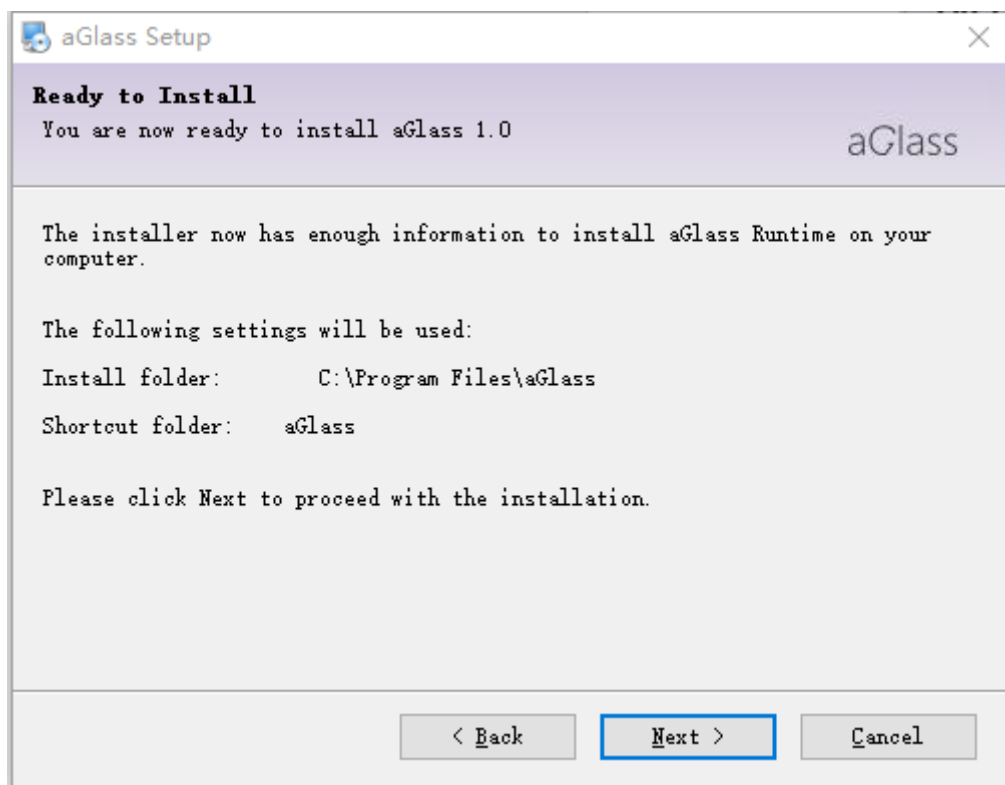 aGlass Setup
Ready to Install
You are now ready to install aGlass 1.0
aGlass
The installer now has enough information to install aGlass Runtime on your
computer.
The following settings will be used:
Install folder: C:\Program Files\aGlass
Shortcut folder: aGlass
Please click Next to proceed with the installation.
< Back Next > Cancel